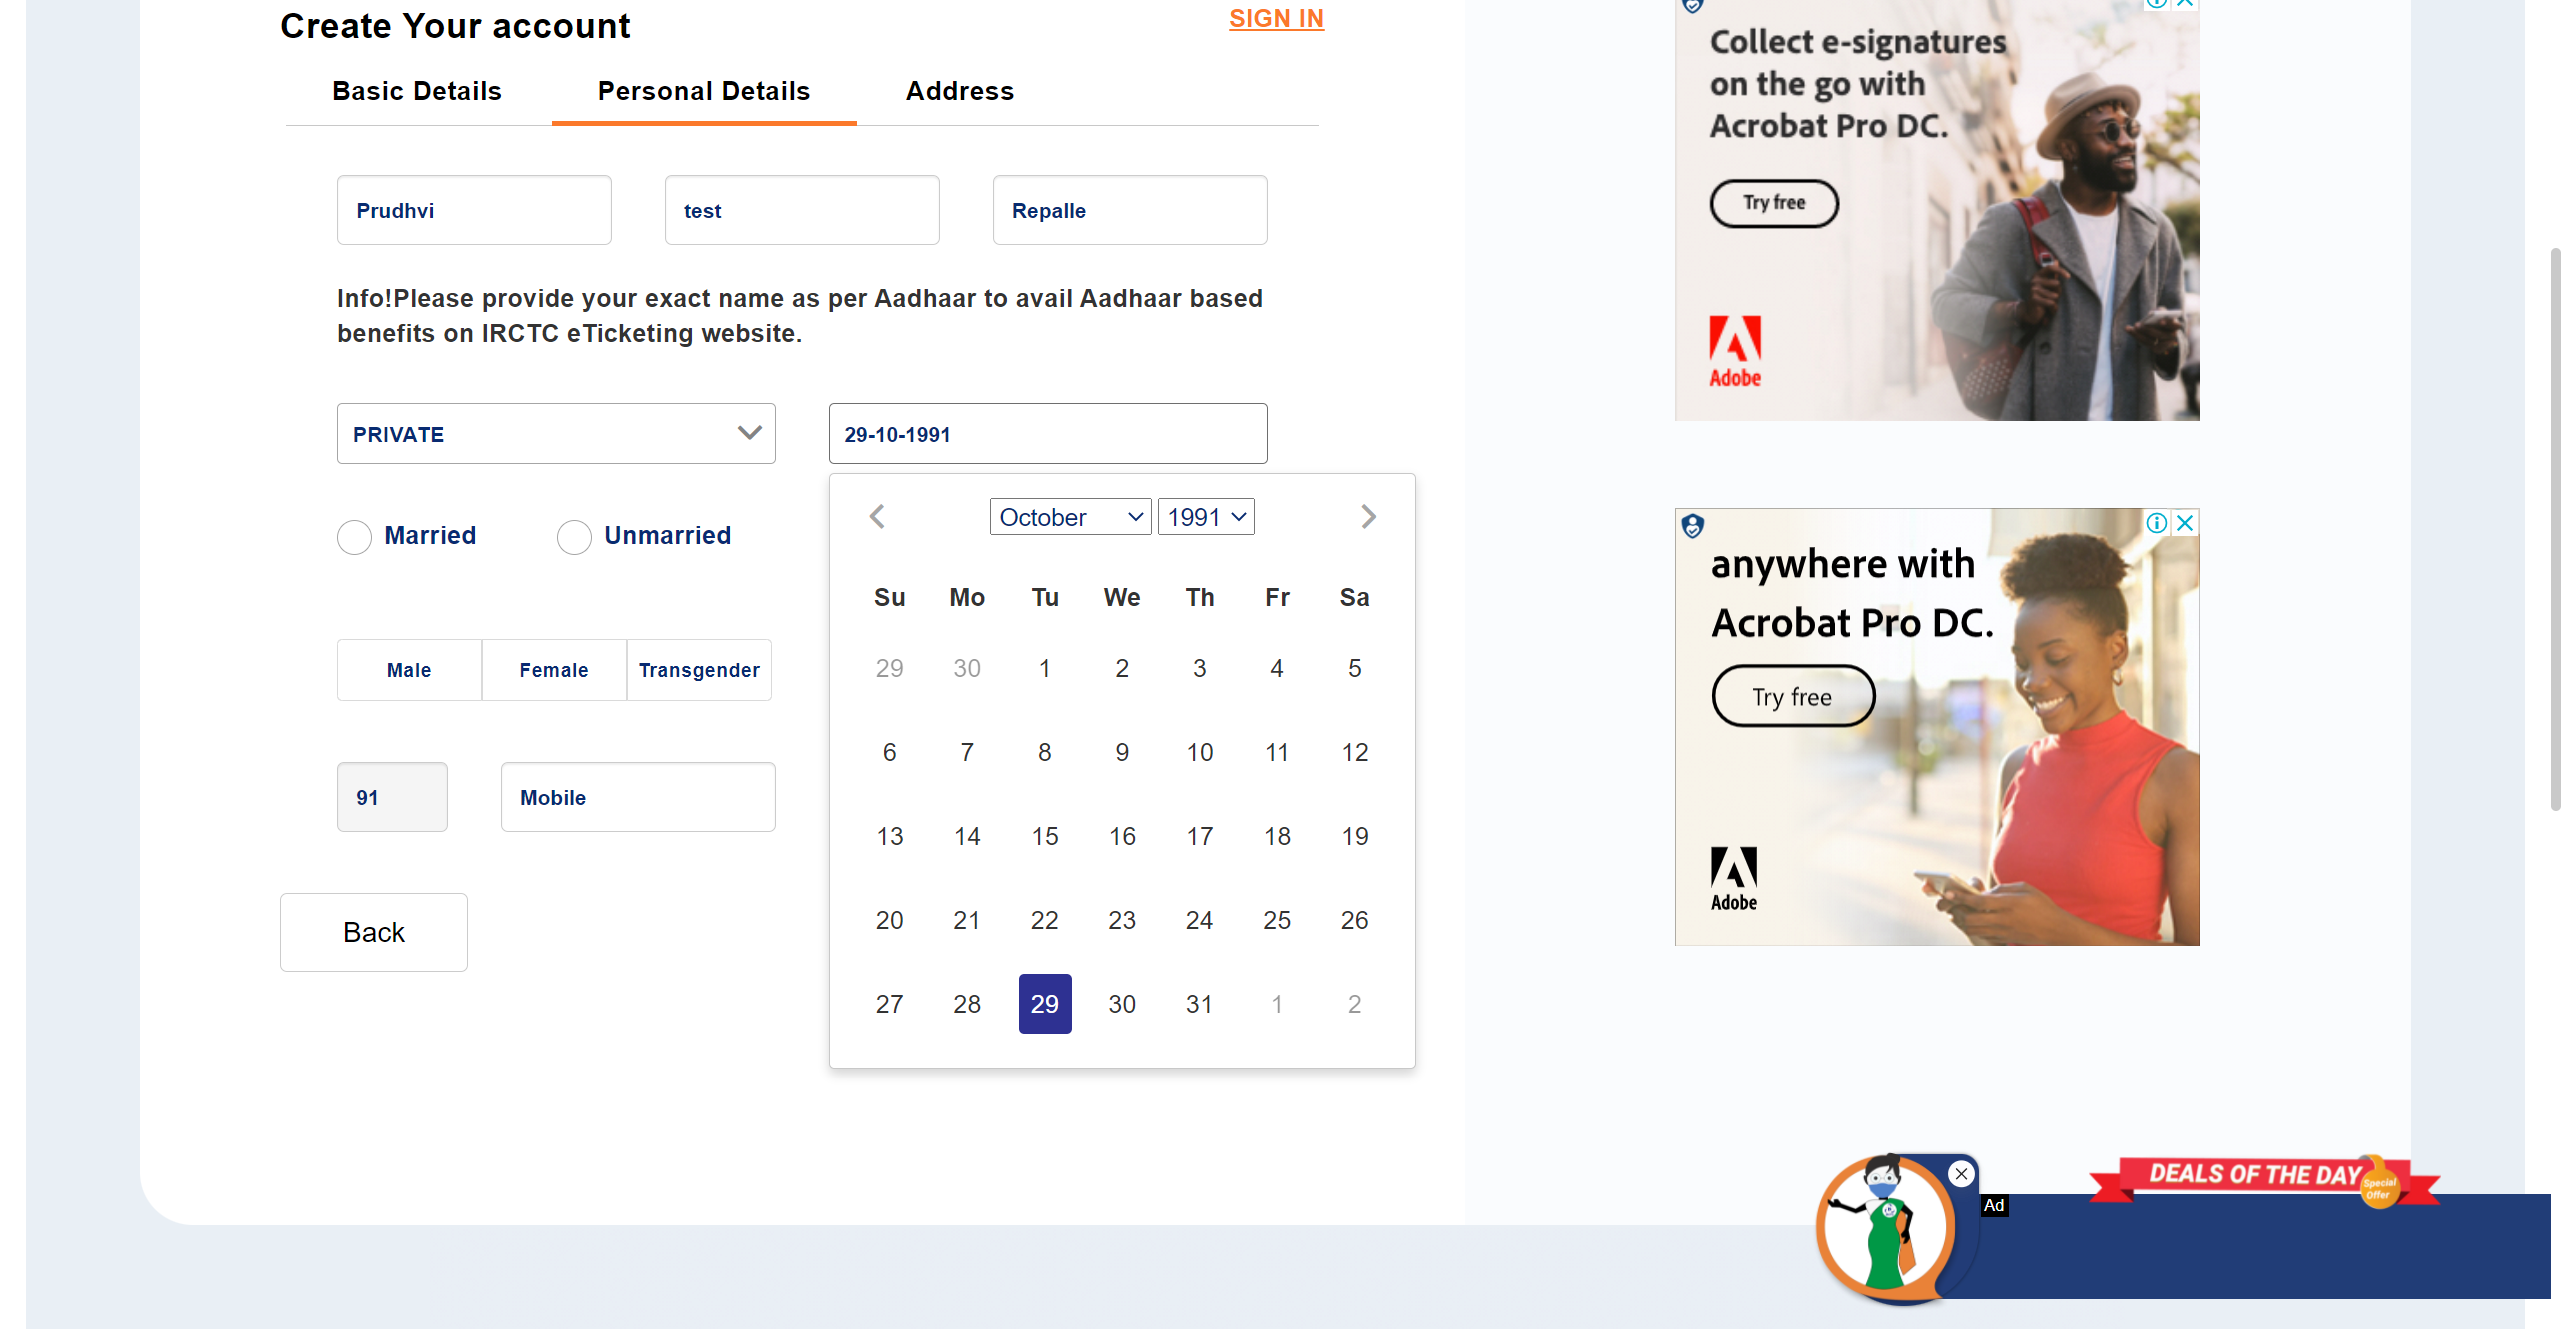 Create Your account
SIGN IN
Basic Details
Personal Details
Address
Prudhvi
test
Repalle
Info!Please provide your exact name as per Aadhaar to avail Aadhaar based
benefits on IRCTC eTicketing website.
PRIVATE
29-10-1991
October
1991
Married
Unmarried
Su Mo Tu We Th Fr Sa
29 30 1 2 3 4 5
6 7 8 9 10 11 12
13 14 15 16 17 18 19
20 21 22 23 24 25 26
27 28 29 30 31 1 2
Male
Female
Transgender
91
Mobile
Back
Collect e-signatures
on the go with
Acrobat Pro DC.
Try free
Adobe
anywhere with
Acrobat Pro DC.
Try free
Adobe
DEALS OF THE DAY
Special
Offer
Ad